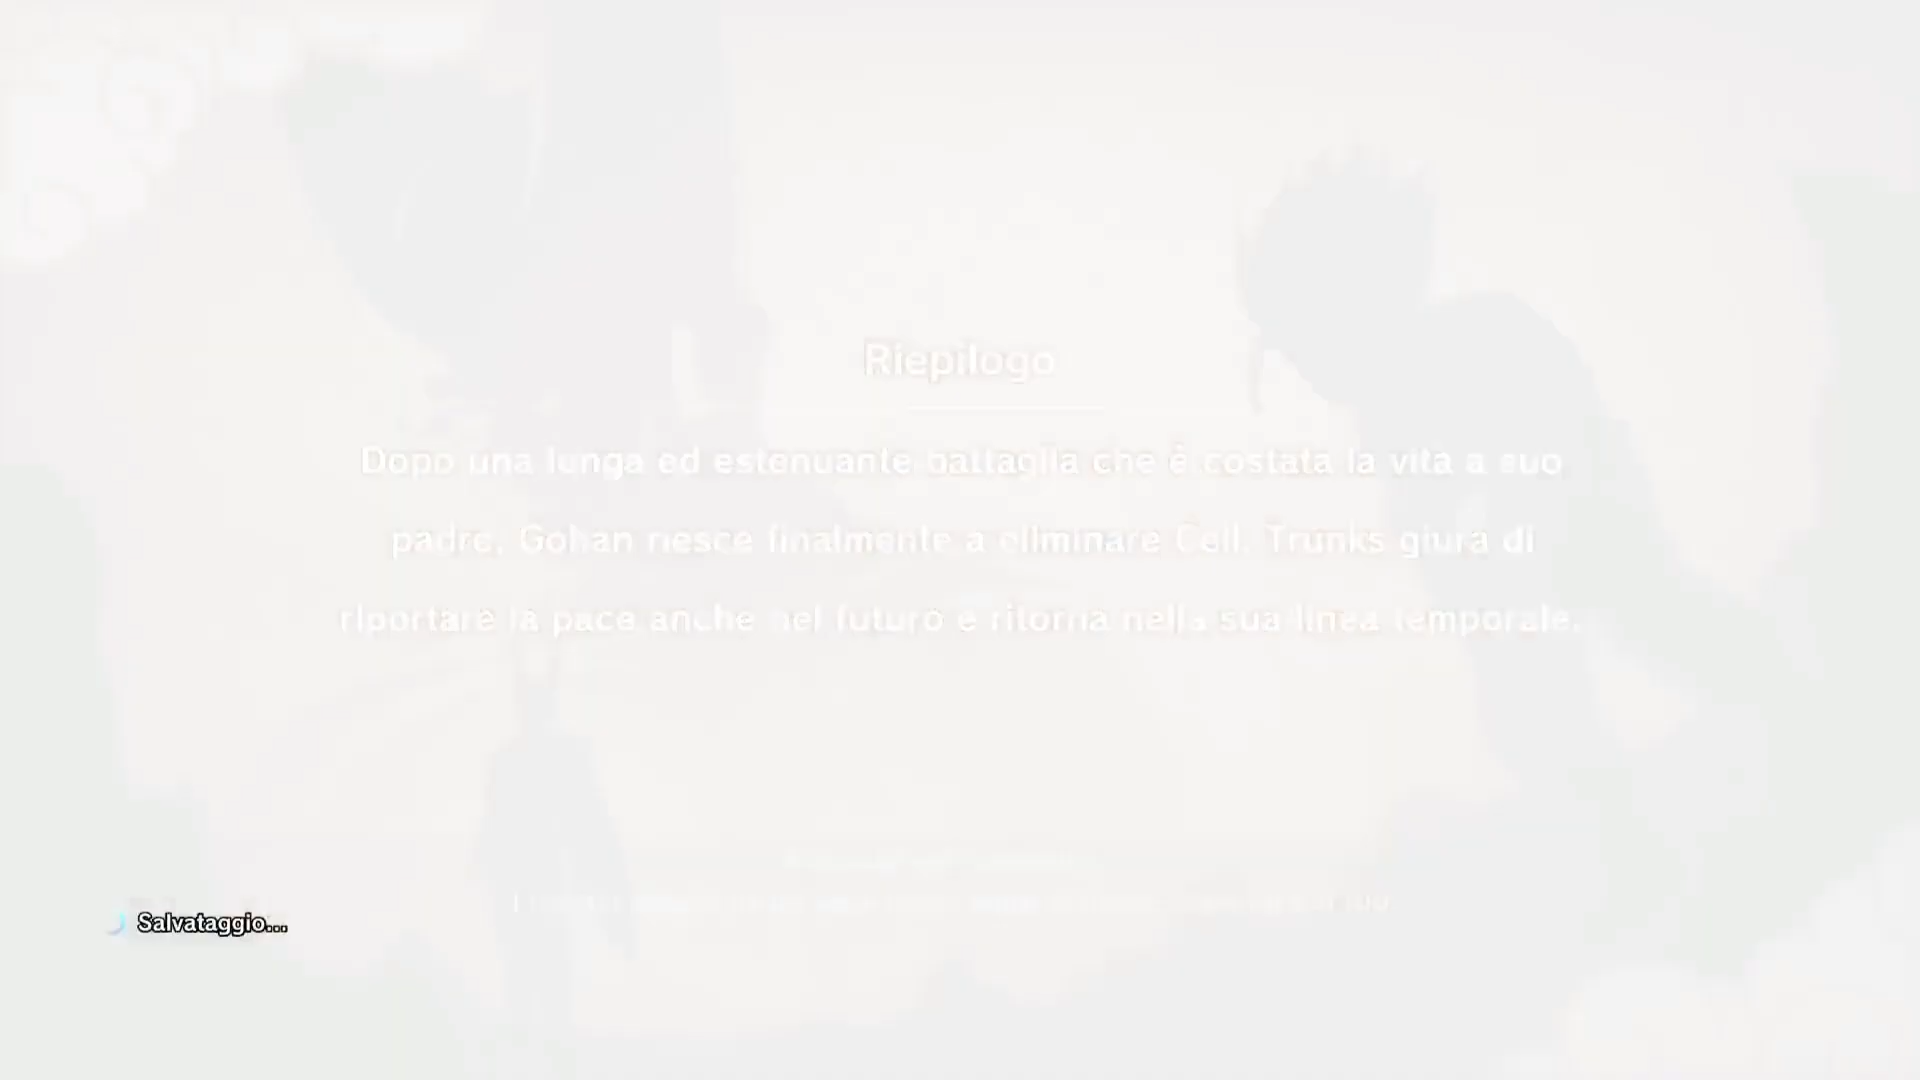 Riepilogo
Dopo una lunga ed estenuante battaglia che è costata la vita a suo
padre, Gohan riesce finalmente a eliminare Cell. Trunks giura di
riportare la pace anche nel futuro e ritorna nella sua linea temporale.
Salvataggio...